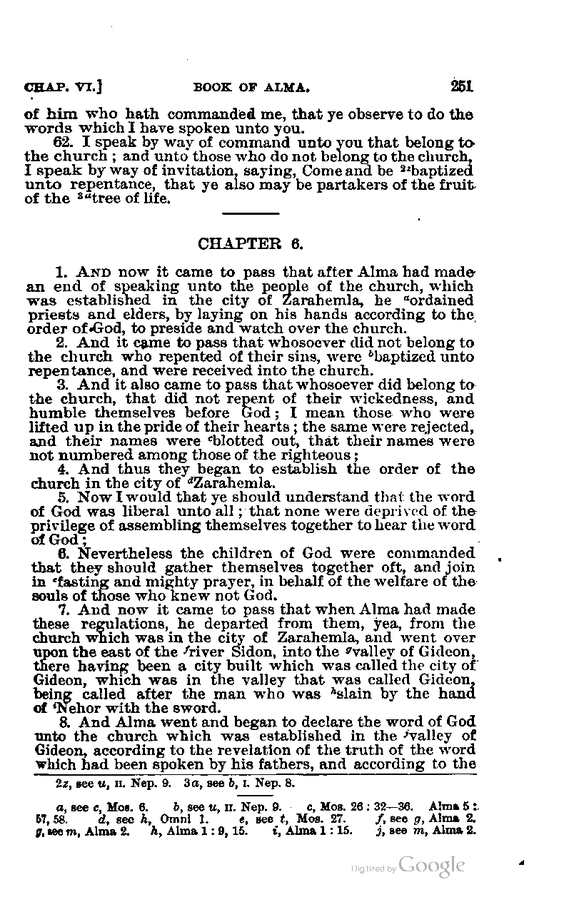 CHAP. VI.] BOOK OF ALMA. 251
of him who hath commanded me, that ye observe to do the
words which I have spoken unto you.
62. I speak by way of command unto you that belong to
the church; and unto those who do not belong to the church,
I speak by way of invitation, saying, Come and be ²ᶻbaptized
unto repentance, that ye also may be partakers of the fruit
of the ³ᵃtree of life.
CHAPTER 6.
1. AND now it came to pass that after Alma had made
an end of speaking unto the people of the church, which
was established in the city of Zarahemla, he ᵃordained
priests and elders, by laying on his hands according to the
order of God, to preside and watch over the church.
2. And it came to pass that whosoever did not belong to
the church who repented of their sins, were ᵇbaptized unto
repentance, and were received into the church.
3. And it also came to pass that whosoever did belong to
the church, that did not repent of their wickedness, and
humble themselves before God; I mean those who were
lifted up in the pride of their hearts; the same were rejected,
and their names were ᶜblotted out, that their names were
not numbered among those of the righteous;
4. And thus they began to establish the order of the
church in the city of ᵈZarahemla.
5. Now I would that ye should understand that the word
of God was liberal unto all; that none were deprived of the
privilege of assembling themselves together to hear the word
of God;
6. Nevertheless the children of God were commanded
that they should gather themselves together oft, and join
in ᵉfasting and mighty prayer, in behalf of the welfare of the
souls of those who knew not God.
7. And now it came to pass that when Alma had made
these regulations, he departed from them, yea, from the
church which was in the city of Zarahemla, and went over
upon the east of the ᶠriver Sidon, into the ᵍvalley of Gideon,
there having been a city built which was called the city of
Gideon, which was in the valley that was called Gideon,
being called after the man who was ʰslain by the hand
of ⁱNehor with the sword.
8. And Alma went and began to declare the word of God
unto the church which was established in the ʲvalley of
Gideon, according to the revelation of the truth of the word
which had been spoken by his fathers, and according to the
2z, see u, II. Nep. 9. 3a, see b, I. Nep. 8.
a, see c, Mos. 6. b, see u, II. Nep. 9. c, Mos. 26:32—36. Alma 5:
57, 58. d, see h, Omni 1. e, see t, Mos. 27. f, see g, Alma 2.
g, see m, Alma 2. h, Alma 1:9, 15. i, Alma 1:15. j, see m, Alma 2.
Digitized by Google